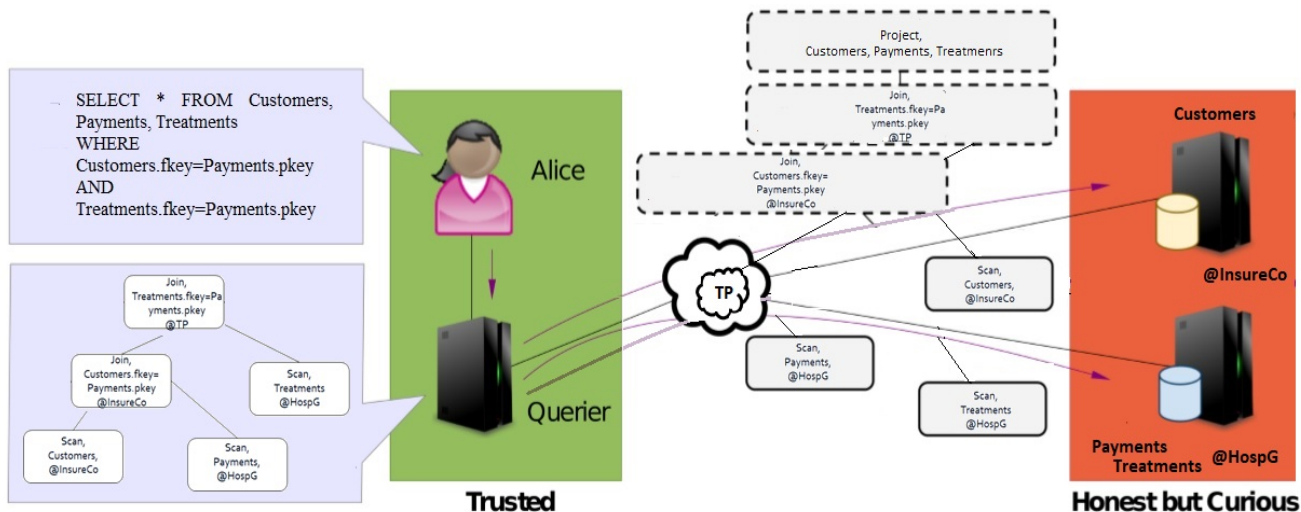 SELECT * FROM Customers,
Payments, Treatments
WHERE
Customers.fkey=Payments.pkey
AND
Treatments.fkey=Payments.pkey
Join,
Treatments.fkey=Pa
yments.pkey
@TP
Join,
Customers.fkey=
Payments.pkey
@InsureCo
Scan,
Treatments
@HospG
Scan,
Customers,
@InsureCo
Scan,
Payments,
@HospG
Alice
Querier
Trusted
Project,
Customers, Payments, Treatmenrs
Join,
Treatments.fkey=Pa
yments.pkey
@TP
Join,
Customers.fkey=
Payments.pkey
@InsureCo
TP
Scan,
Customers,
@InsureCo
Scan,
Payments,
@HospG
Scan,
Treatments
@HospG
Customers
@InsureCo
Payments
Treatments
@HospG
Honest but Curious